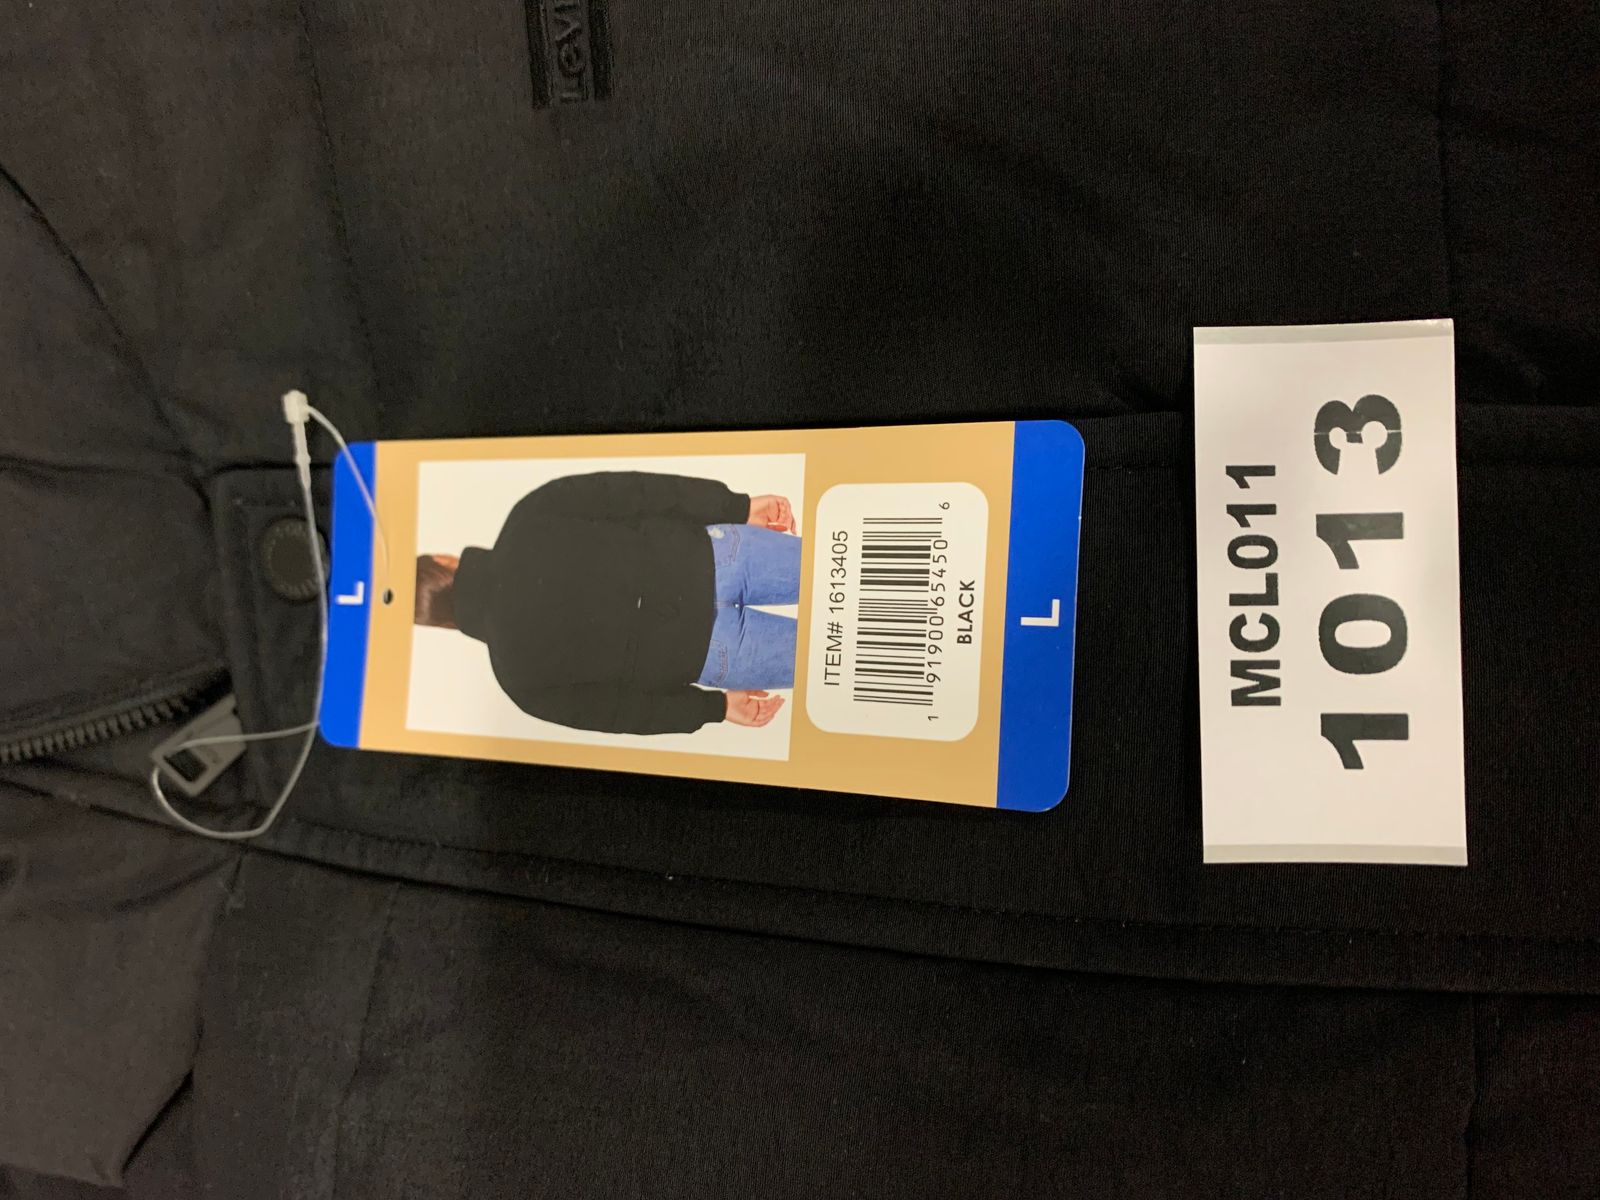 Levi
L
ITEM# 1613405
1 91900 65450 6
BLACK
L
MCL011
1013